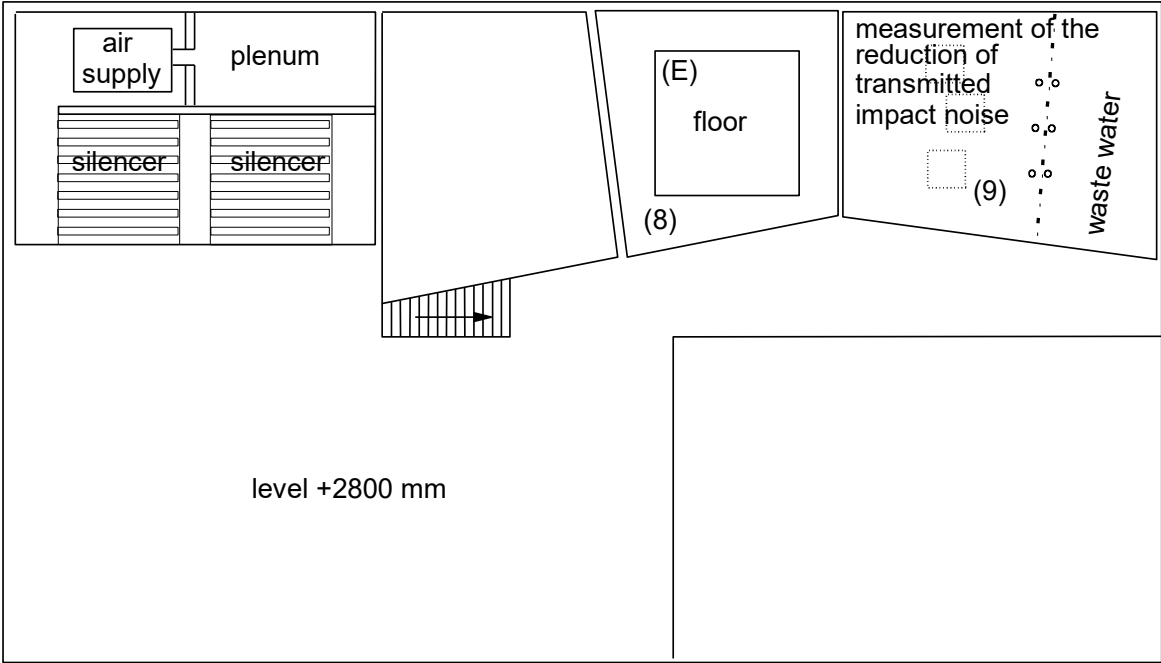 air
supply
plenum
silencer
silencer
(E)
floor
(8)
measurement of the
reduction of
transmitted
impact noise
(9)
waste water
level +2800 mm